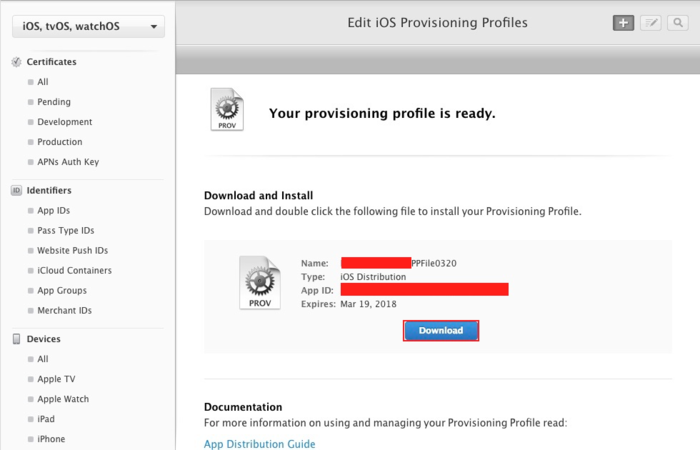 iOS, tvOS, watchOS
Edit iOS Provisioning Profiles
Certificates
All
Pending
Development
Production
APNs Auth Key
Identifiers
App IDs
Pass Type IDs
Website Push IDs
iCloud Containers
App Groups
Merchant IDs
Devices
All
Apple TV
Apple Watch
iPad
iPhone
PROV
Your provisioning profile is ready.
Download and Install
Download and double click the following file to install your Provisioning Profile.
PROV
Name: PPFile0320
Type: iOS Distribution
App ID:
Expires: Mar 19, 2018
Download
Documentation
For more information on using and managing your Provisioning Profile read:
App Distribution Guide